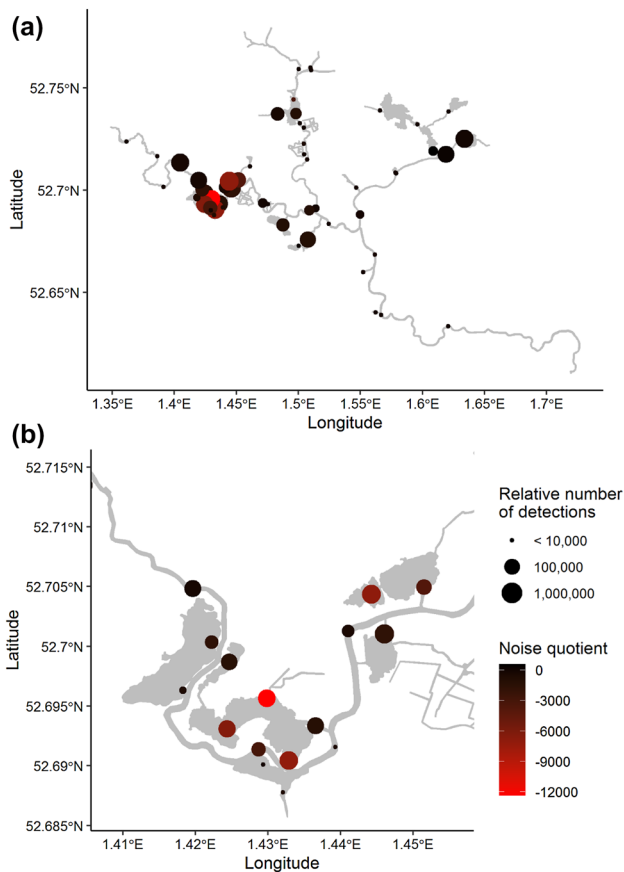 (a)
Latitude
52.75°N
52.7°N
52.65°N
1.35°E 1.4°E 1.45°E 1.5°E 1.55°E 1.6°E 1.65°E 1.7°E
Longitude
(b)
Latitude
52.715°N
52.71°N
52.705°N
52.7°N
52.695°N
52.69°N
52.685°N
1.41°E 1.42°E 1.43°E 1.44°E 1.45°E
Longitude
Relative number
of detections
< 10,000
100,000
1,000,000
Noise quotient
0
-3000
-6000
-9000
-12000